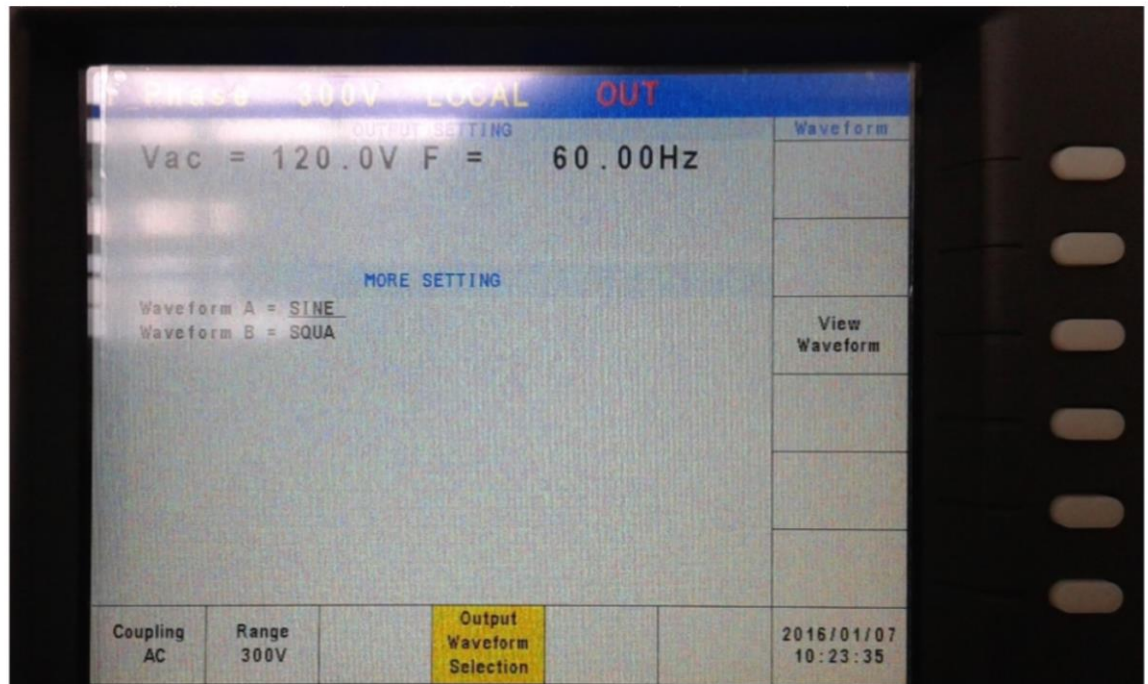 1 Phase 300V LOCAL OUT
OUTPUT SETTING
Waveform
Vac = 120.0V F = 60.00Hz
MORE SETTING
Waveform A = SINE
Waveform B = SQUA
View
Waveform
Coupling
AC
Range
300V
Output
Waveform
Selection
2016/01/07
10:23:35